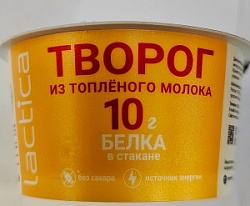 lactica
ТВОРОГ
ИЗ ТОПЛЁНОГО МОЛОКА
10 г
БЕЛКА
в стакане
без сахара
источник энергии